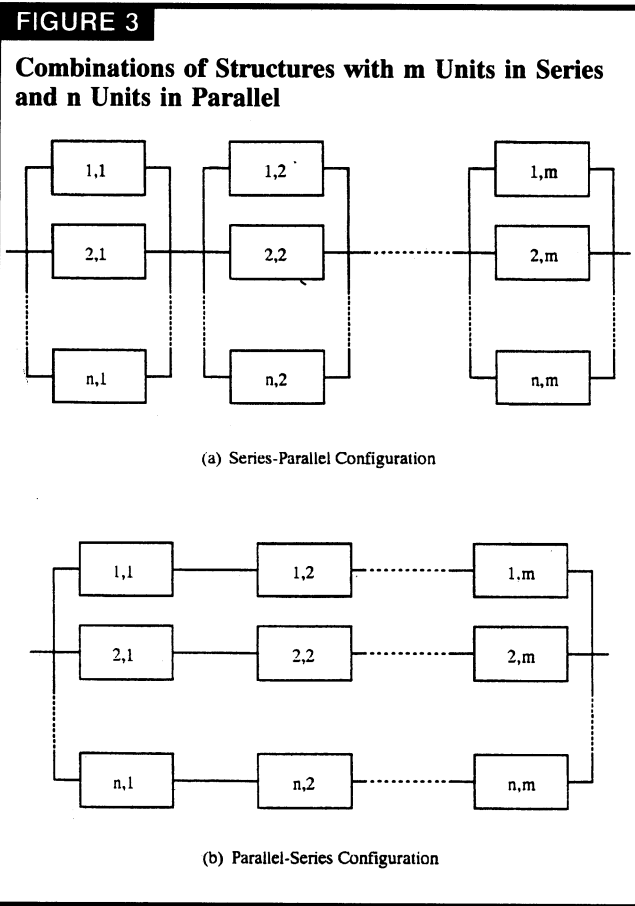 FIGURE 3
Combinations of Structures with m Units in Series
and n Units in Parallel
1,1
1,2
1,m
2,1
2,2
2,m
n,1
n,2
n,m
(a) Series-Parallel Configuration
1,1
1,2
1.m
2,1
2,2
2,m
n,1
n,2
n,m
(b) Parallel-Series Configuration